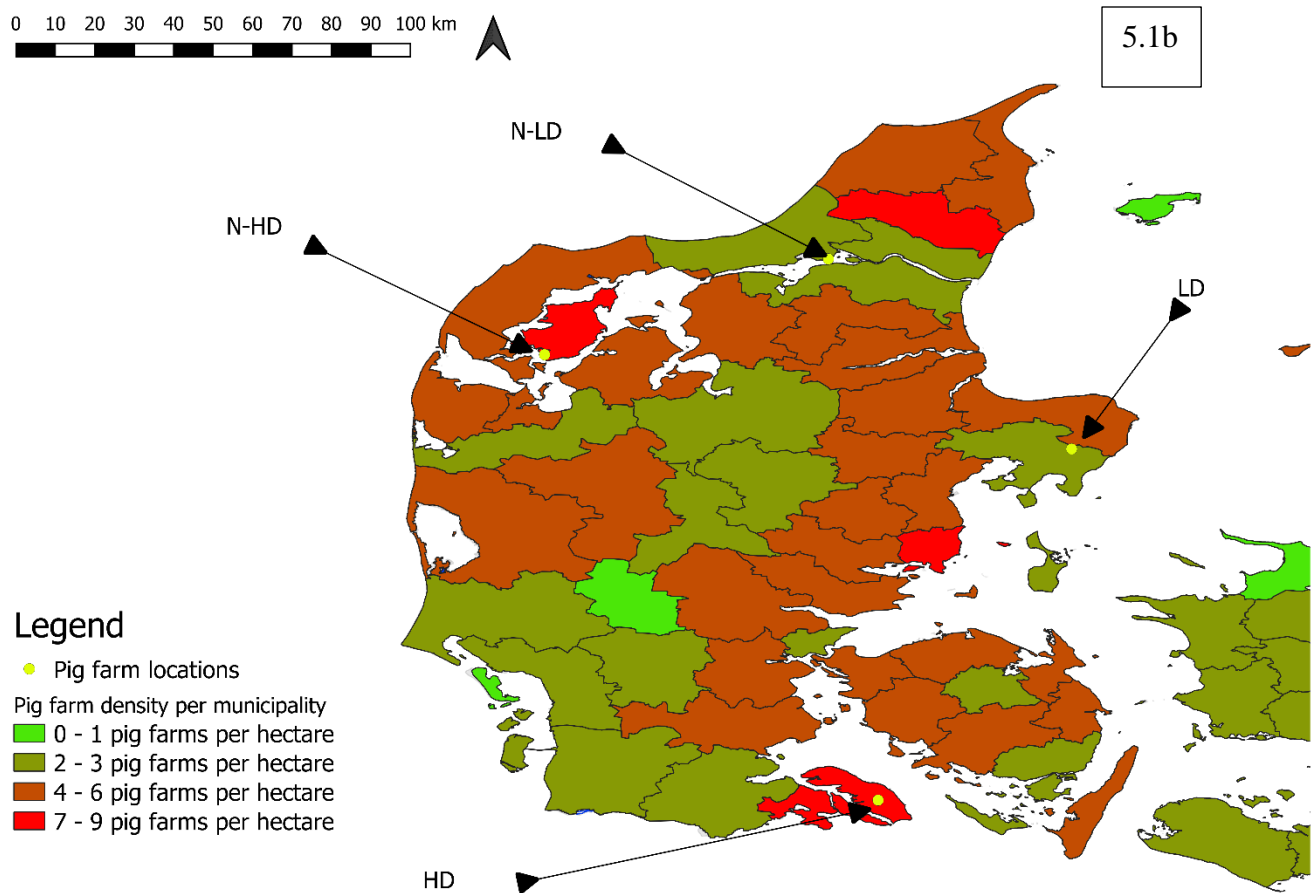 0 10 20 30 40 50 60 70 80 90 100 km
5.1b
N-LD
N-HD
LD
Legend
Pig farm locations
Pig farm density per municipality
0 - 1 pig farms per hectare
2 - 3 pig farms per hectare
4 - 6 pig farms per hectare
7 - 9 pig farms per hectare
HD